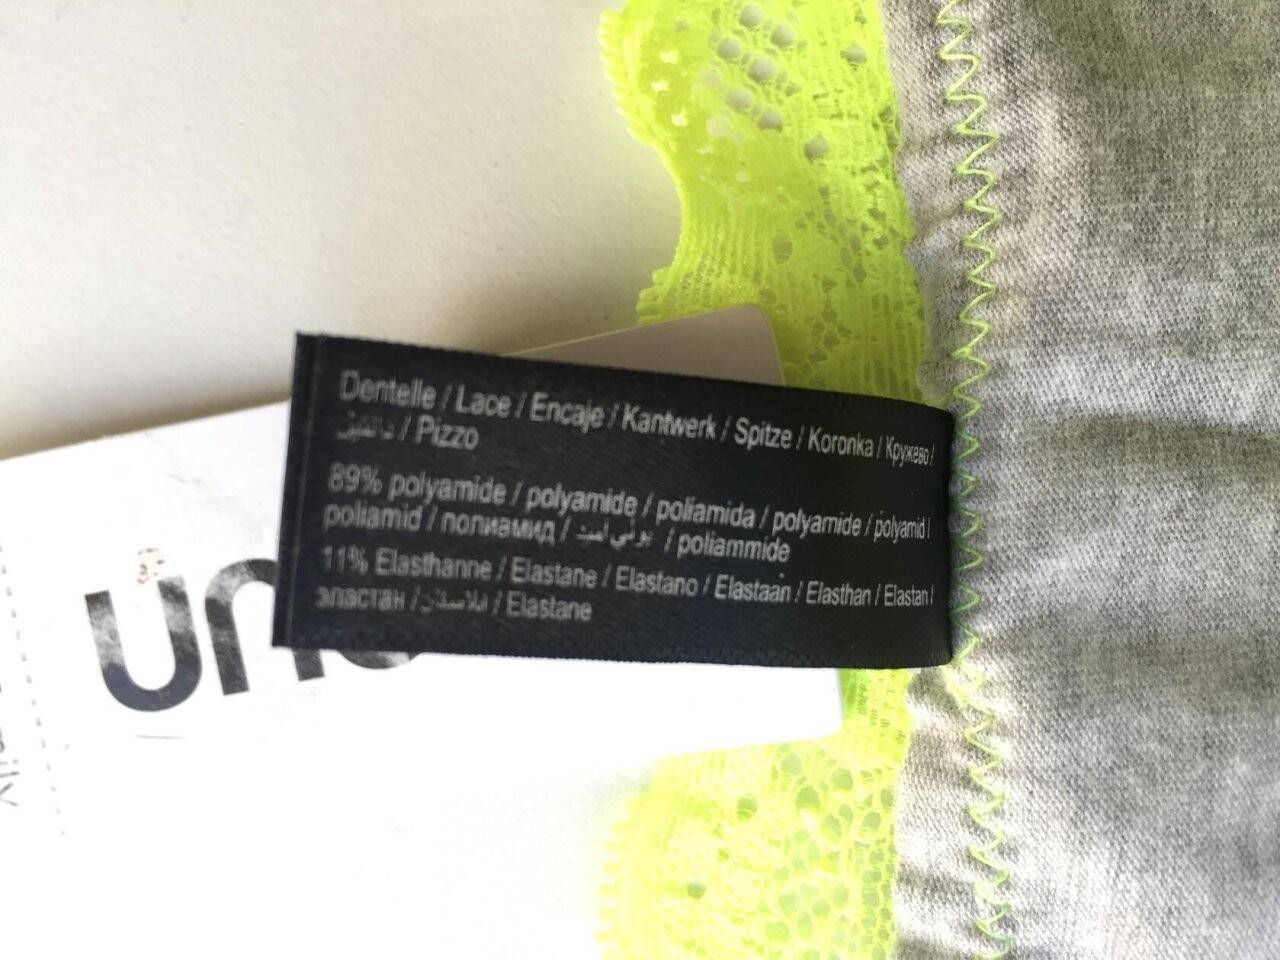 Dentelle / Lace / Encaje / Kantwerk / Spitze / Koronka / Кружево /
دانتيل / Pizzo
89% polyamide / polyamide / poliamida / polyamide / polyamid /
poliamid / полиамид / بولي أميد / poliammide
11% Elasthanne / Elastane / Elastano / Elastaan / Elasthan / Elastan /
эластан / / Elastane